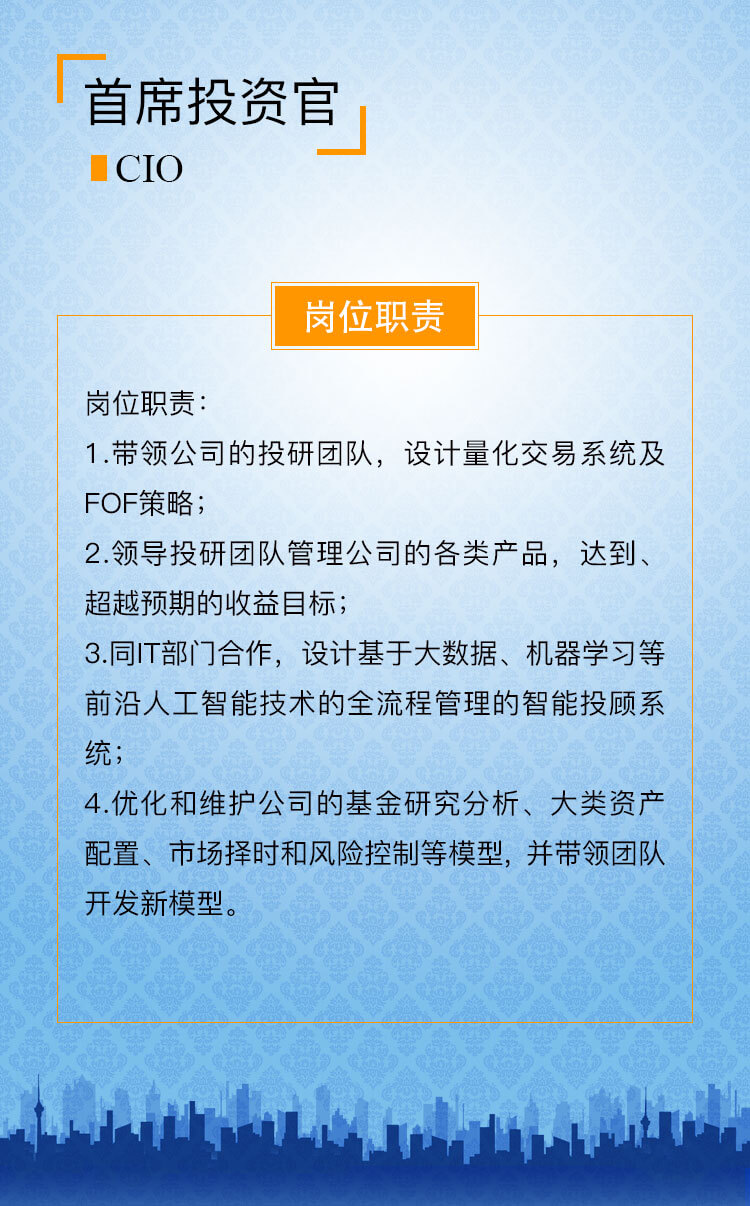 首席投资官
CIO
岗位职责
岗位职责：
1.带领公司的投研团队，设计量化交易系统及
FOF策略；
2.领导投研团队管理公司的各类产品，达到、
超越预期的收益目标；
3.同IT部门合作，设计基于大数据、机器学习等
前沿人工智能技术的全流程管理的智能投顾系
统；
4.优化和维护公司的基金研究分析、大类资产
配置、市场择时和风险控制等模型，并带领团队
开发新模型。